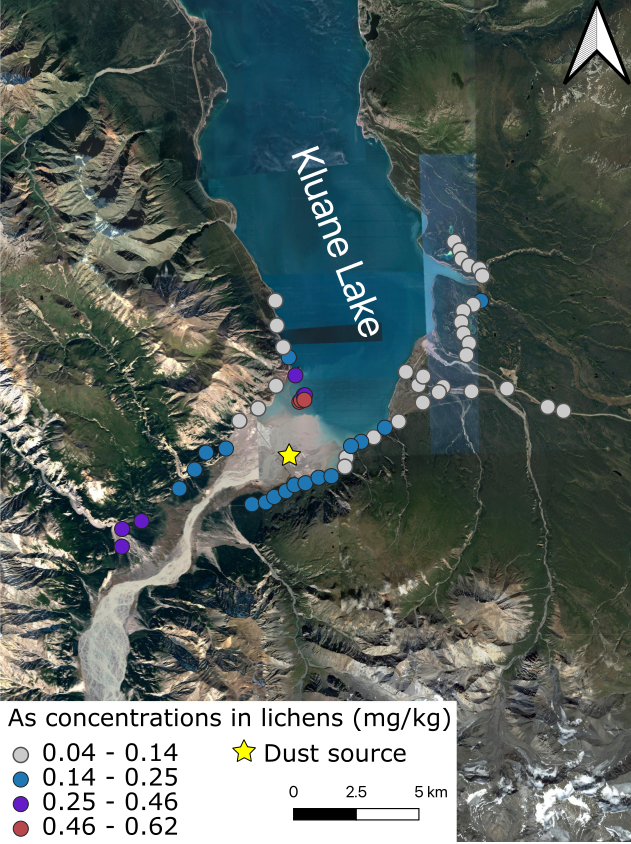 Kluane Lake
As concentrations in lichens (mg/kg)
0.04 - 0.14
0.14 - 0.25
0.25 - 0.46
0.46 - 0.62
Dust source
0 2.5 5 km